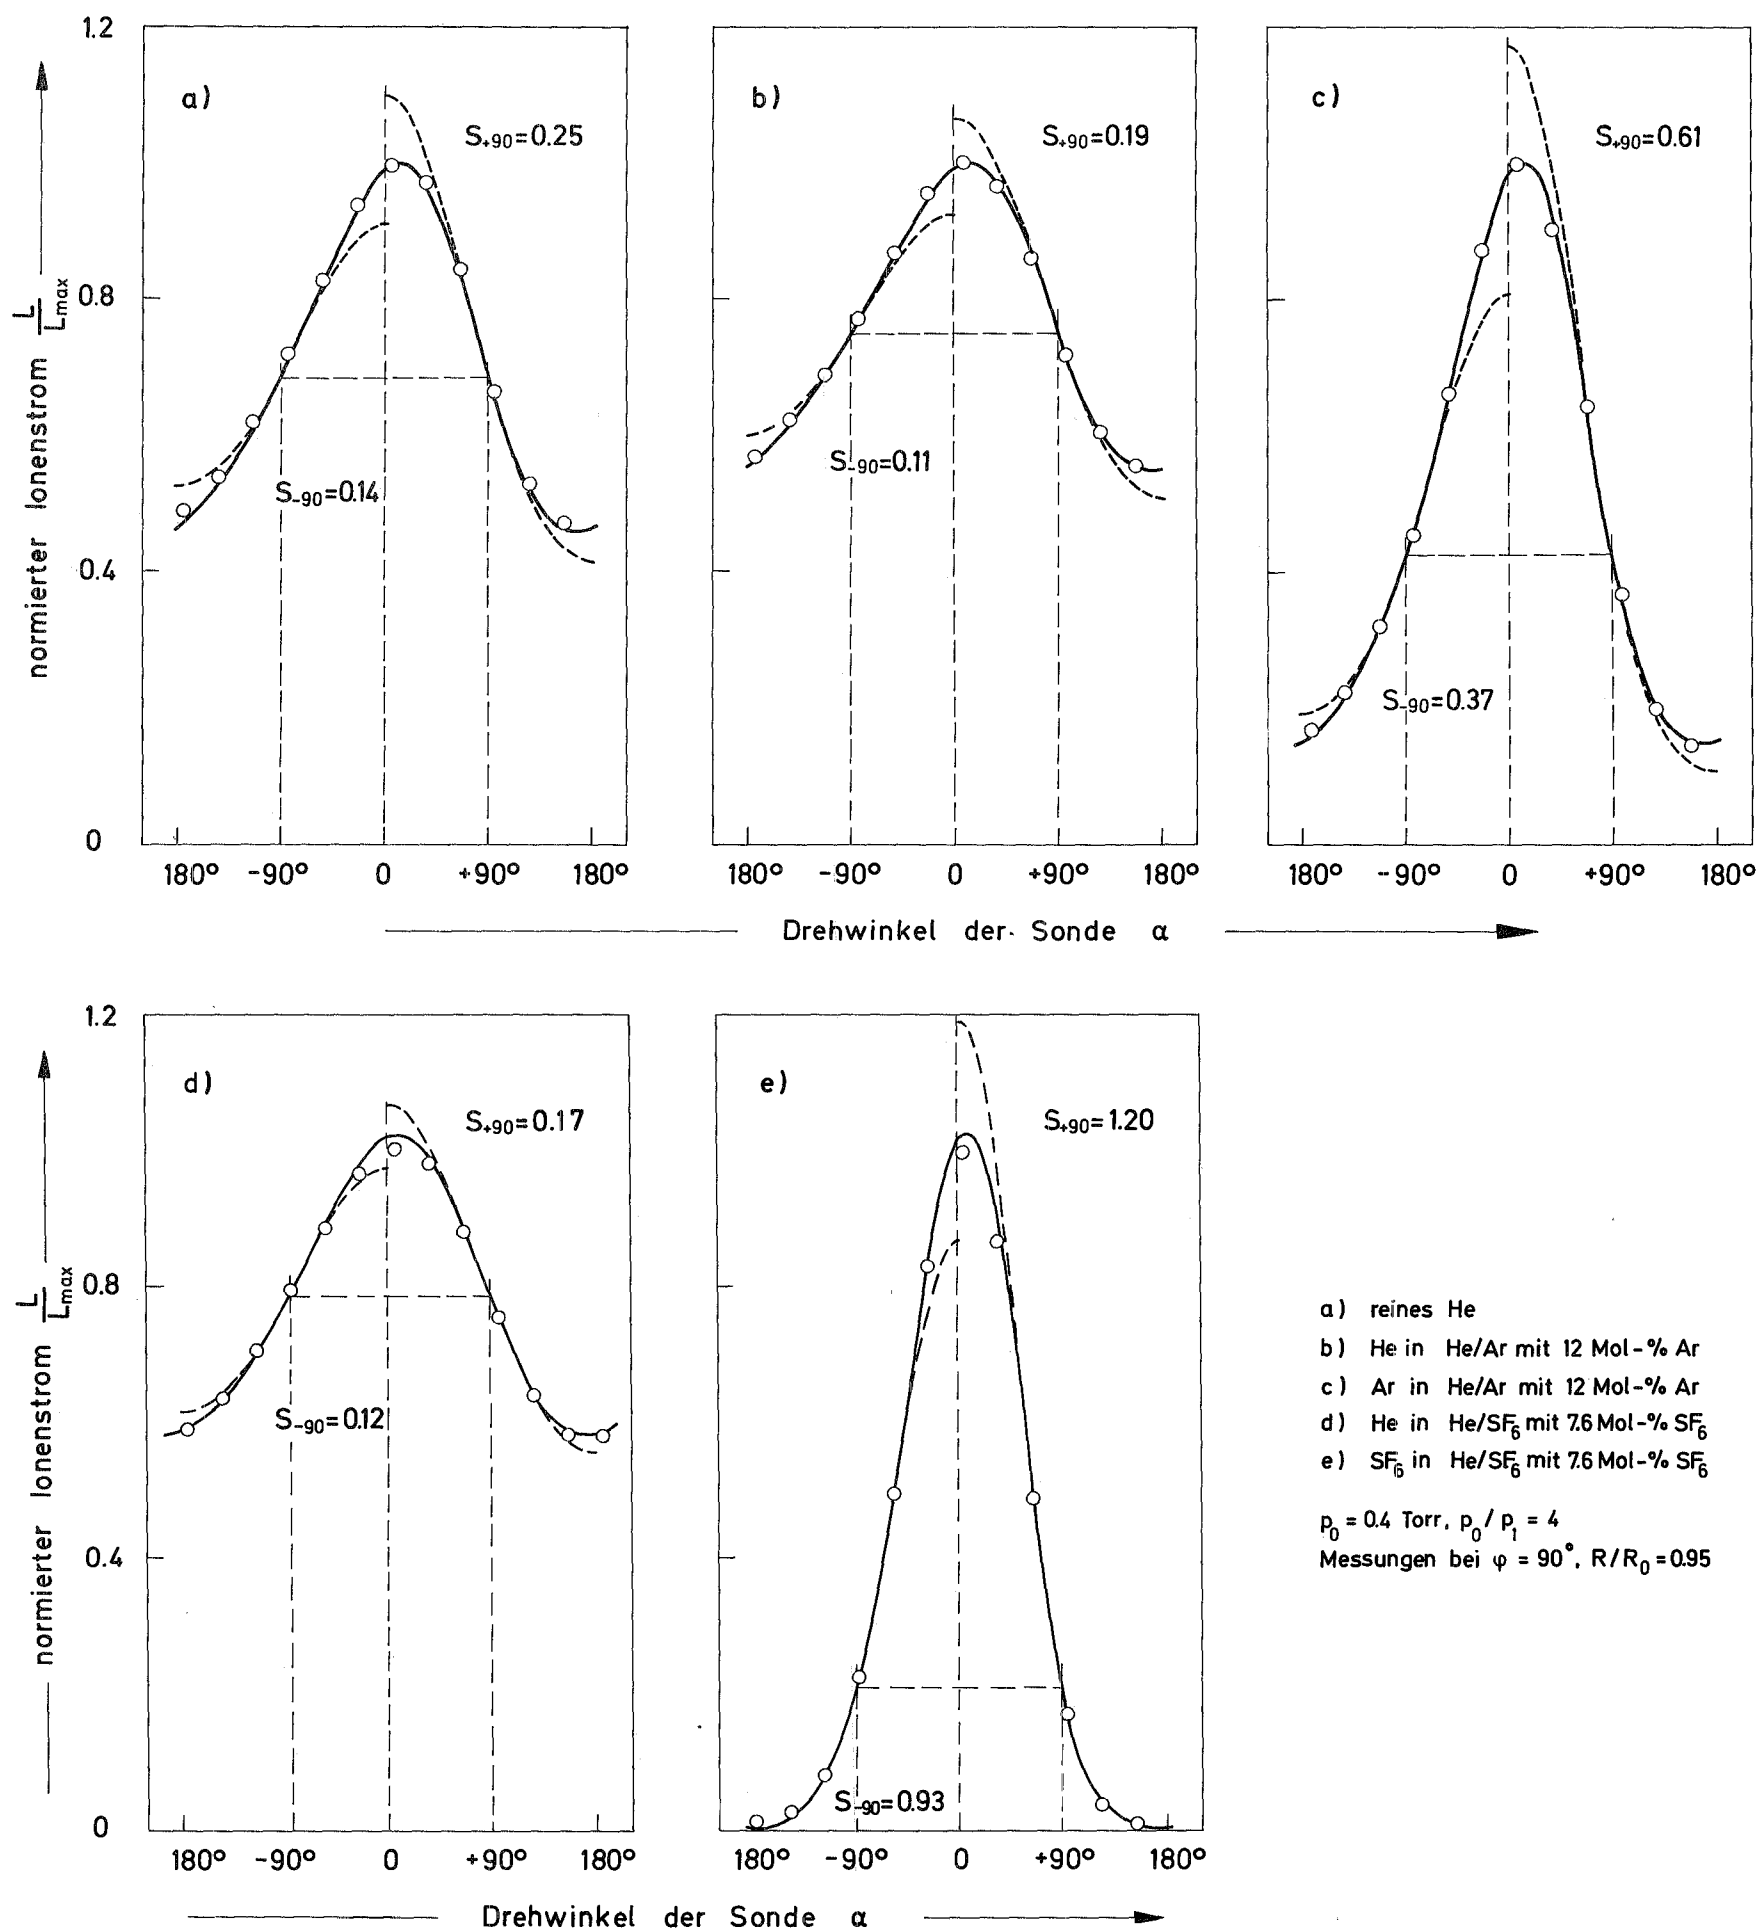 1.2
a)
S+90=0.25
b)
S+90=0.19
c)
S+90=0.61
normierter Ionenstrom L/Lmax
0.8
S-90=0.14
S-90=0.11
S-90=0.37
0.4
0
180° -90° 0 +90° 180°
180° -90° 0 +90° 180°
180° -90° 0 +90° 180°
Drehwinkel der Sonde α
1.2
d)
S+90=0.17
e)
S+90=1.20
normierter Ionenstrom L/Lmax
0.8
S-90=0.12
0.4
S-90=0.93
0
180° -90° 0 +90° 180°
180° -90° 0 +90° 180°
Drehwinkel der Sonde α
a) reines He
b) He in He/Ar mit 12 Mol-% Ar
c) Ar in He/Ar mit 12 Mol-% Ar
d) He in He/SF6 mit 7.6 Mol-% SF6
e) SF6 in He/SF6 mit 7.6 Mol-% SF6
p0 = 0.4 Torr, p0/p1 = 4
Messungen bei φ = 90°, R/R0 = 0.95